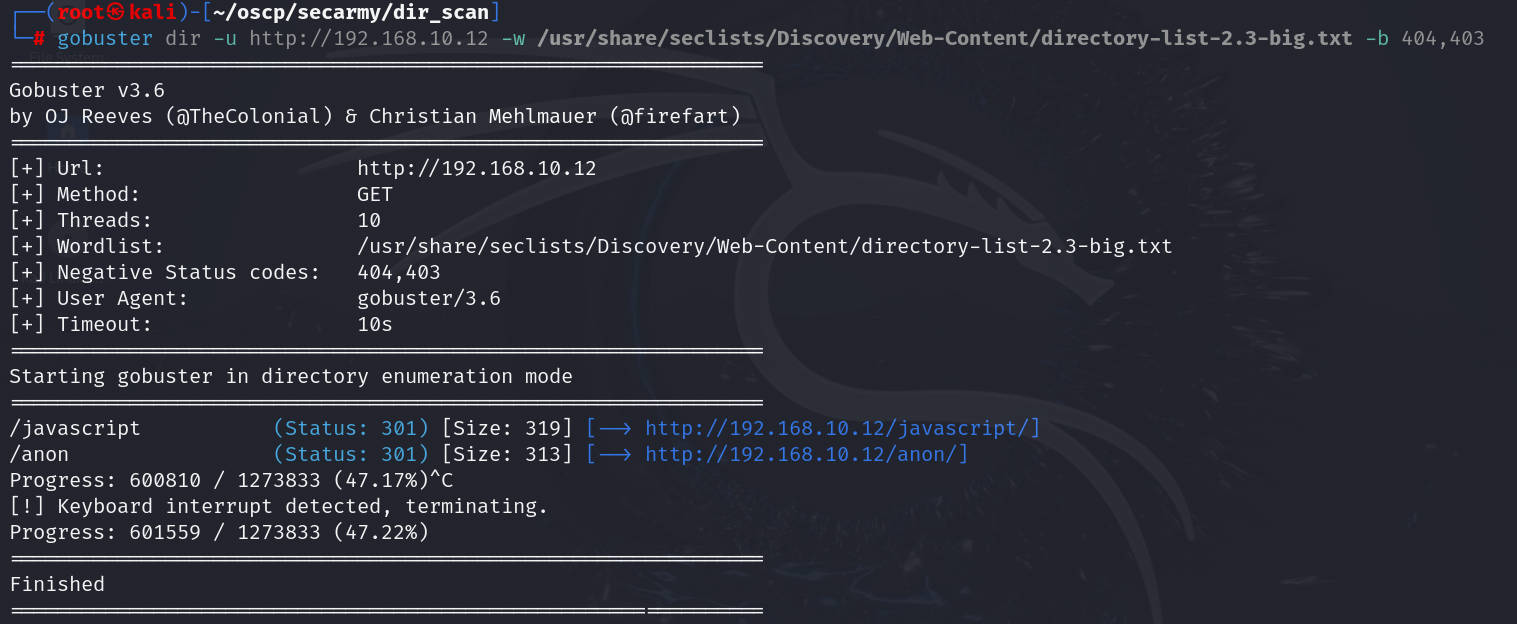 ┌──(root㉿kali)-[~/oscp/secarmy/dir_scan]
└─# gobuster dir -u http://192.168.10.12 -w /usr/share/seclists/Discovery/Web-Content/directory-list-2.3-big.txt -b 404,403
===============================================================
Gobuster v3.6
by OJ Reeves (@TheColonial) & Christian Mehlmauer (@firefart)
===============================================================
[+] Url:                     http://192.168.10.12
[+] Method:                  GET
[+] Threads:                 10
[+] Wordlist:                /usr/share/seclists/Discovery/Web-Content/directory-list-2.3-big.txt
[+] Negative Status codes:   404,403
[+] User Agent:              gobuster/3.6
[+] Timeout:                 10s
===============================================================
Starting gobuster in directory enumeration mode
===============================================================
/javascript           (Status: 301) [Size: 319] [--> http://192.168.10.12/javascript/]
/anon                 (Status: 301) [Size: 313] [--> http://192.168.10.12/anon/]
Progress: 600810 / 1273833 (47.17%)^C
[!] Keyboard interrupt detected, terminating.
Progress: 601559 / 1273833 (47.22%)
===============================================================
Finished
===============================================================